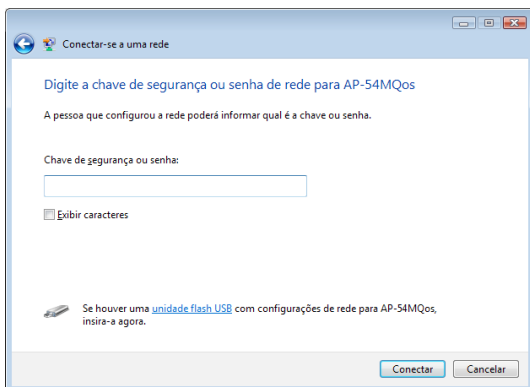 Conectar-se a uma rede
Digite a chave de segurança ou senha de rede para AP-54MQos
A pessoa que configurou a rede poderá informar qual é a chave ou senha.
Chave de segurança ou senha:
Exibir caracteres
Se houver uma unidade flash USB com configurações de rede para AP-54MQos,
insira-a agora.
Conectar
Cancelar